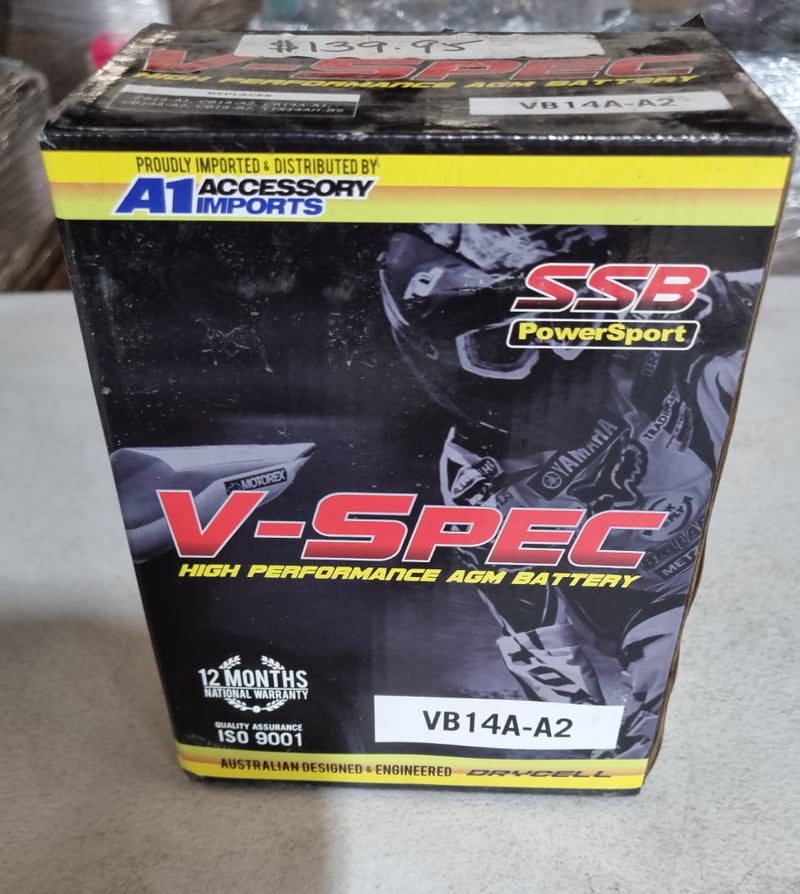 $139.95
V-SPEC
HIGH PERFORMANCE AGM BATTERY
REPLACES
VB14A-A2
PROUDLY IMPORTED & DISTRIBUTED BY
A1 ACCESSORY
IMPORTS
SSB
PowerSport
YAMAHA
MOTOREX
V-SPEC
HIGH PERFORMANCE AGM BATTERY
FOX
12 MONTHS
NATIONAL WARRANTY
QUALITY ASSURANCE
ISO 9001
VB14A-A2
AUSTRALIAN DESIGNED & ENGINEERED DRYCELL